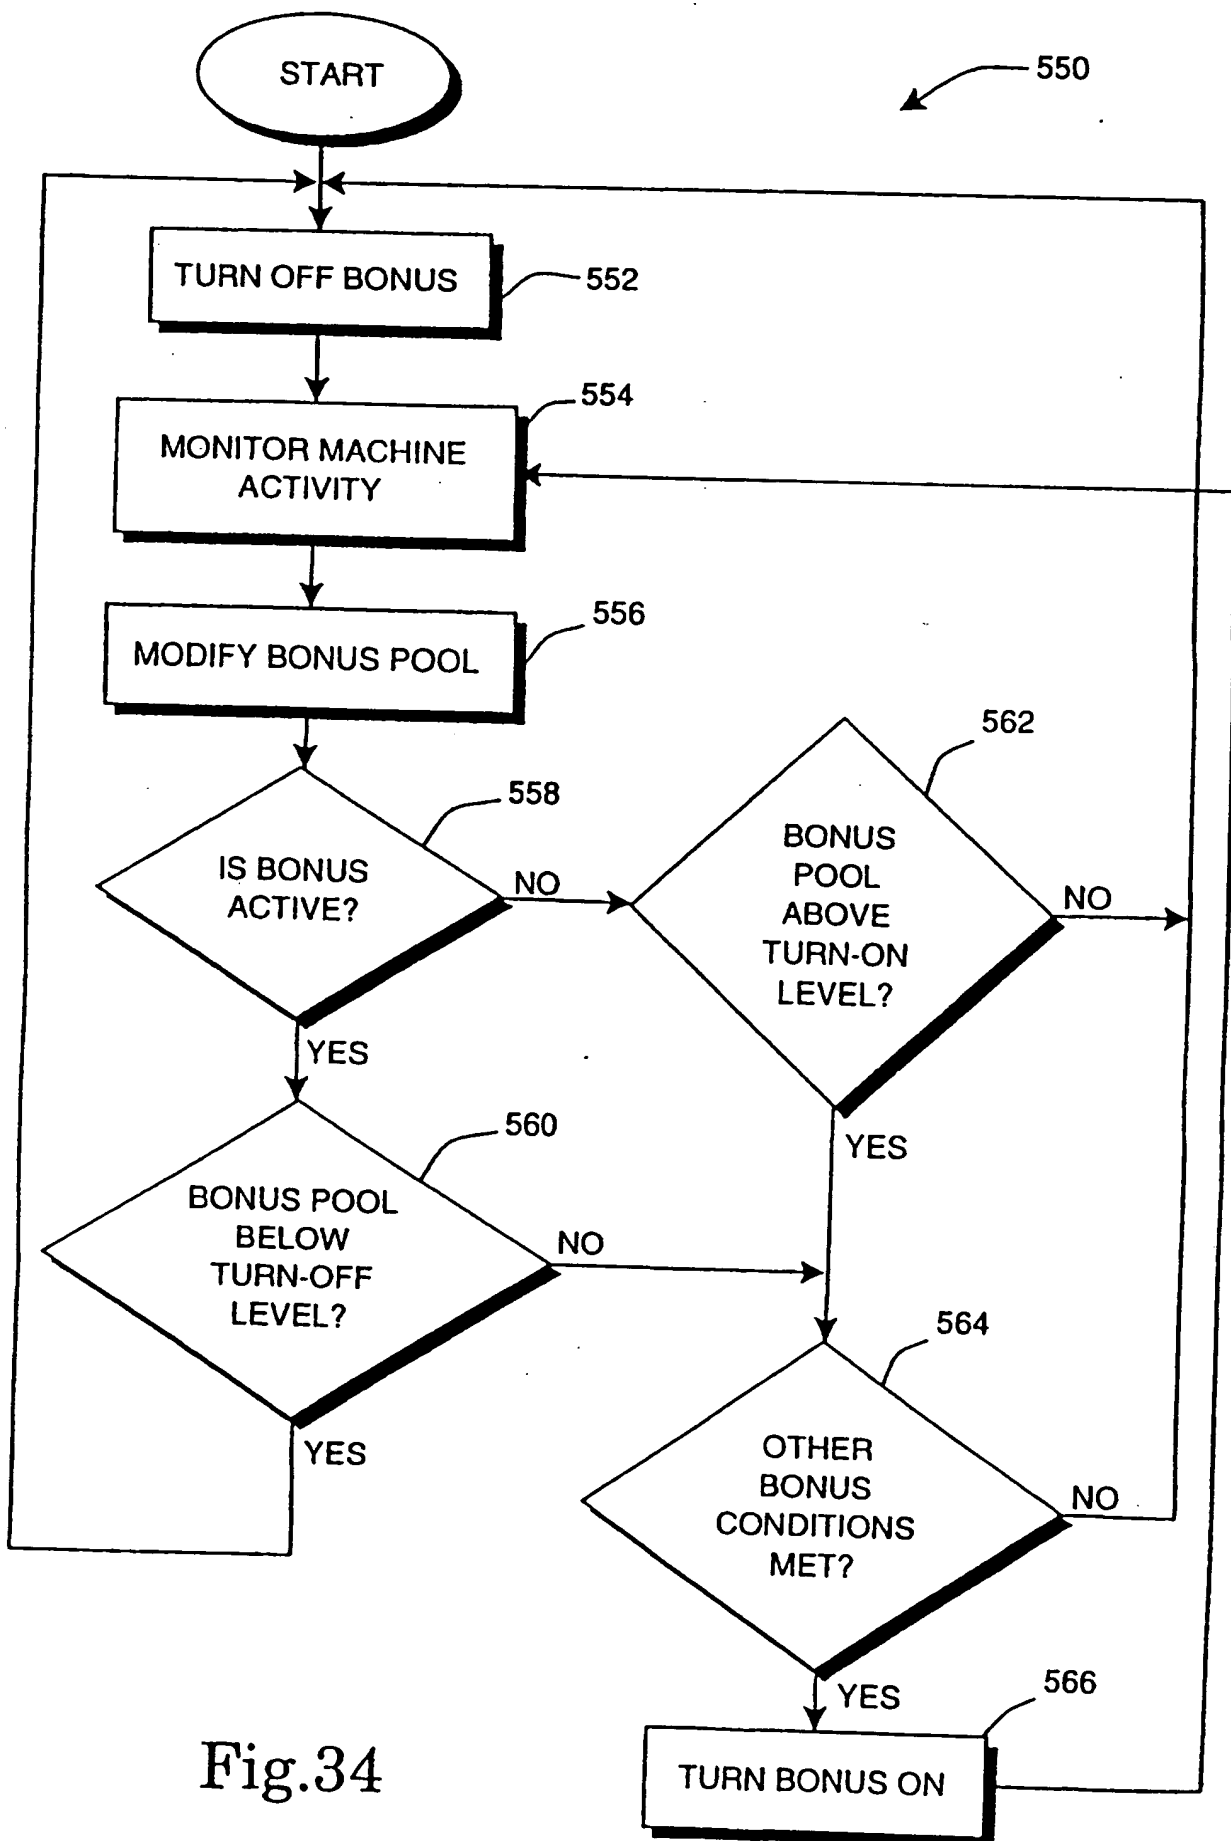 START
550
TURN OFF BONUS
552
554
MONITOR MACHINE
ACTIVITY
556
MODIFY BONUS POOL
562
558
BONUS
POOL
ABOVE
TURN-ON
LEVEL?
IS BONUS
ACTIVE?
NO
NO
YES
YES
560
BONUS POOL
BELOW
TURN-OFF
LEVEL?
NO
564
YES
OTHER
BONUS
CONDITIONS
MET?
NO
YES
566
TURN BONUS ON
Fig.34